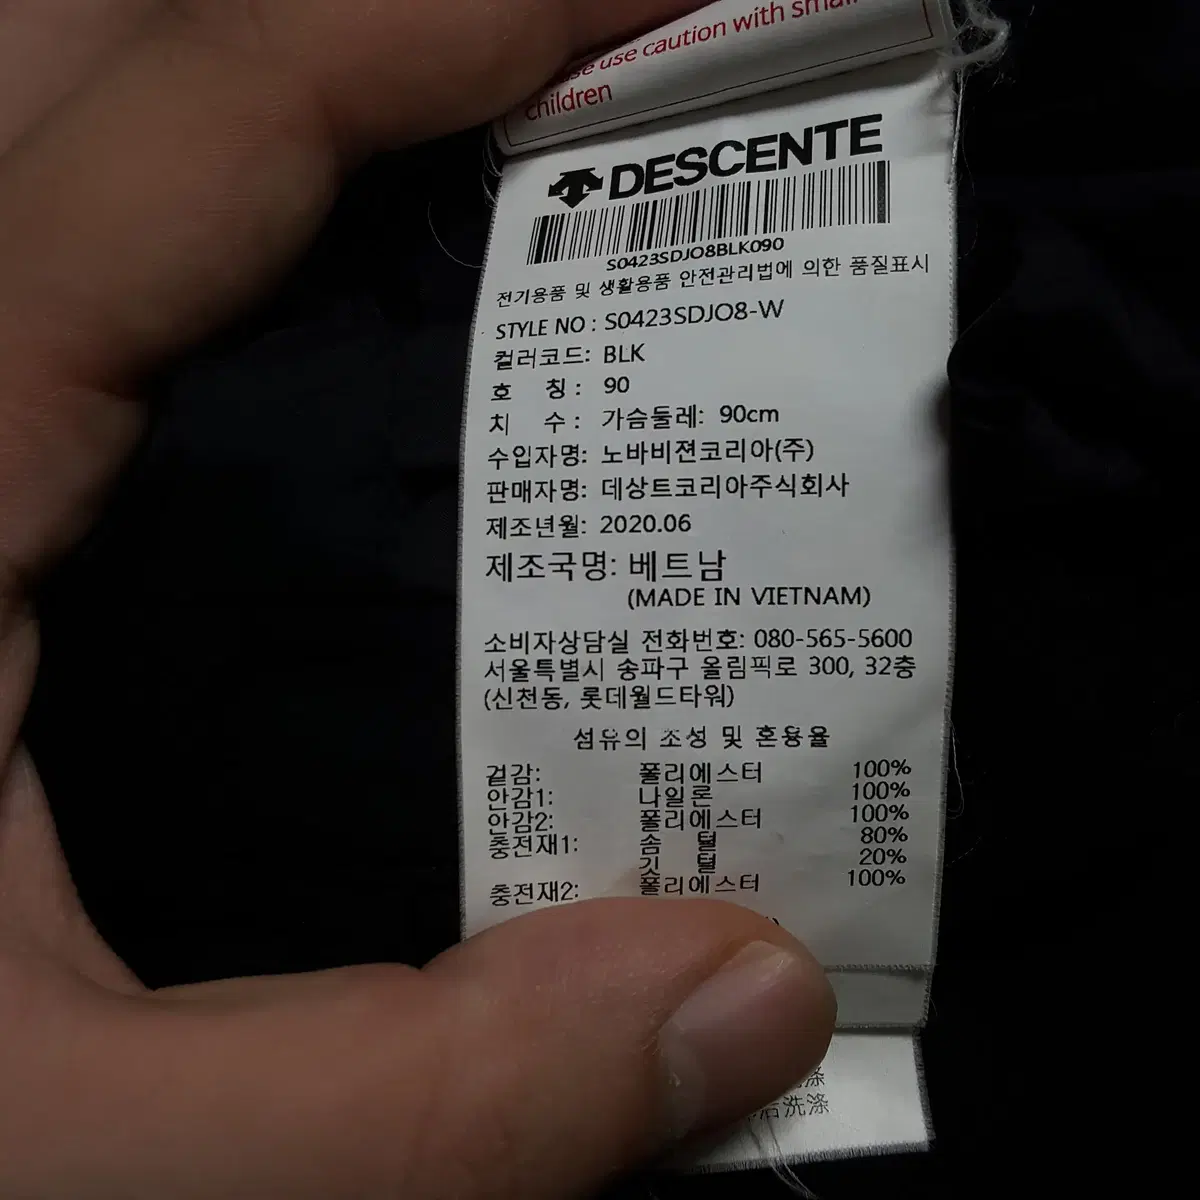 use caution with small
children
DESCENTE
S0423SDJO8BLK090
전기용품 및 생활용품 안전관리법에 의한 품질표시
STYLE NO : S0423SDJO8-W
컬러코드: BLK
호 칭 : 90
치 수 : 가슴둘레: 90cm
수입자명: 노바비젼코리아(주)
판매자명: 데상트코리아주식회사
제조년월: 2020.06
제조국명: 베트남
(MADE IN VIETNAM)
소비자상담실 전화번호: 080-565-5600
서울특별시 송파구 올림픽로 300, 32층
(신천동, 롯데월드타워)
섬유의 조성 및 혼용율
겉감: 폴리에스터 100%
안감1: 나일론 100%
안감2: 폴리에스터 100%
충전재1: 솜 털 80%
깃 털 20%
충전재2: 폴리에스터 100%
涤
洗涤